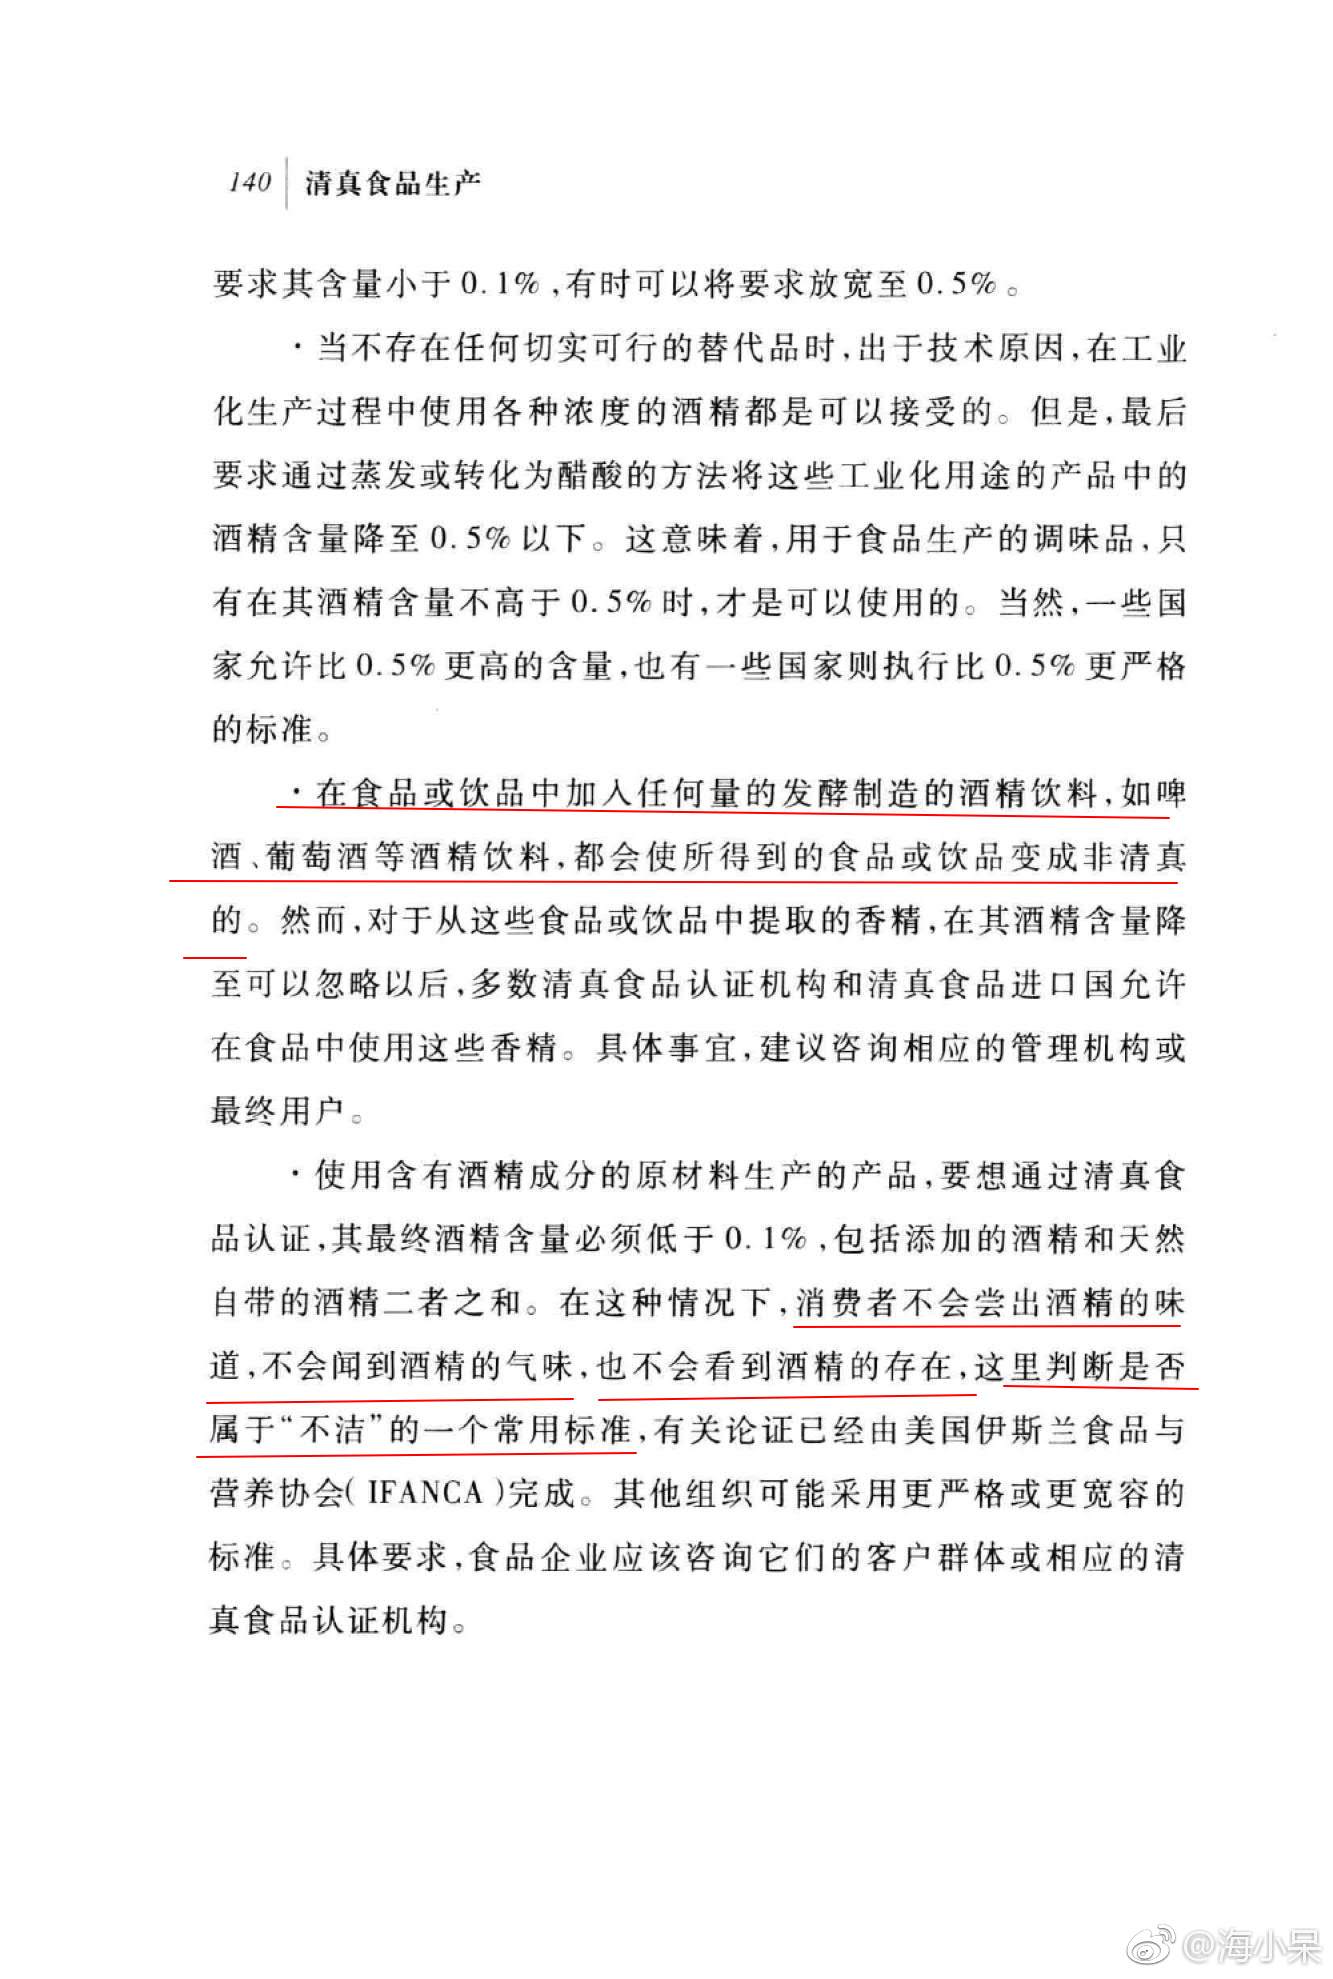 140 清真食品生产
要求其含量小于0.1%,有时可以将要求放宽至0.5%。
·当不存在任何切实可行的替代品时,出于技术原因,在工业
化生产过程中使用各种浓度的酒精都是可以接受的。但是,最后
要求通过蒸发或转化为醋酸的方法将这些工业化用途的产品中的
酒精含量降至0.5%以下。这意味着,用于食品生产的调味品,只
有在其酒精含量不高于0.5%时,才是可以使用的。当然,一些国
家允许比0.5%更高的含量,也有一些国家则执行比0.5%更严格
的标准。
·在食品或饮品中加入任何量的发酵制造的酒精饮料,如啤
酒、葡萄酒等酒精饮料,都会使所得到的食品或饮品变成非清真
的。然而,对于从这些食品或饮品中提取的香精,在其酒精含量降
至可以忽略以后,多数清真食品认证机构和清真食品进口国允许
在食品中使用这些香精。具体事宜,建议咨询相应的管理机构或
最终用户。
·使用含有酒精成分的原材料生产的产品,要想通过清真食
品认证,其最终酒精含量必须低于0.1%,包括添加的酒精和天然
自带的酒精二者之和。在这种情况下,消费者不会尝出酒精的味
道,不会闻到酒精的气味,也不会看到酒精的存在,这里判断是否
属于“不洁”的一个常用标准,有关论证已经由美国伊斯兰食品与
营养协会(IFANCA)完成。其他组织可能采用更严格或更宽容的
标准。具体要求,食品企业应该咨询它们的客户群体或相应的清
真食品认证机构。
@海小呆